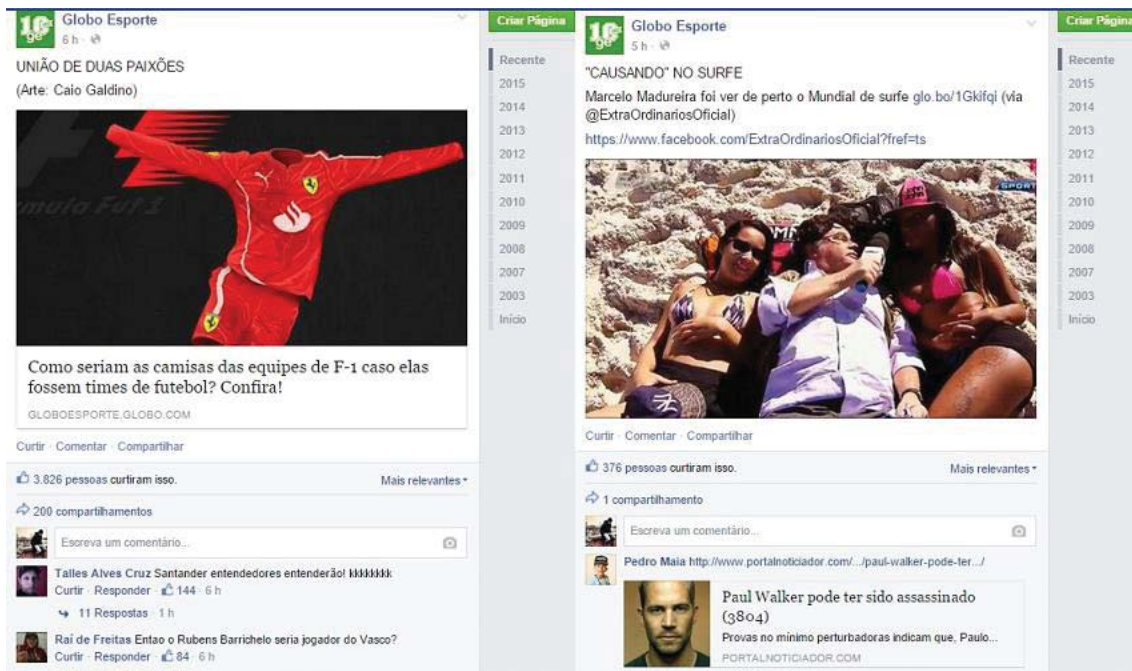 Globo Esporte
6 h
UNIÃO DE DUAS PAIXÕES
(Arte: Caio Galdino)
Como seriam as camisas das equipes de F-1 caso elas
fossem times de futebol? Confira!
GLOBOESPORTE.GLOBO.COM
Curtir · Comentar · Compartilhar
3.826 pessoas curtiram isso.
Mais relevantes
200 compartilhamentos
Escreva um comentário...
Talles Alves Cruz Santander entendedores entenderão! kkkkkkkk
Curtir · Responder · 144 · 6 h
11 Respostas · 1 h
Raí de Freitas Entao o Rubens Barrichelo seria jogador do Vasco?
Curtir · Responder · 84 · 6 h
Criar Página
Recente
2015
2014
2013
2012
2011
2010
2009
2008
2007
2003
Início
Globo Esporte
5 h
"CAUSANDO" NO SURFE
Marcelo Madureira foi ver de perto o Mundial de surfe glo.bo/1Gkifqi (via
@ExtraOrdinariosOficial)
https://www.facebook.com/ExtraOrdinariosOficial?fref=ts
SPORT
Curtir · Comentar · Compartilhar
376 pessoas curtiram isso.
Mais relevantes
1 compartilhamento
Escreva um comentário...
Pedro Maia http://www.portalnoticiador.com/.../paul-walker-pode-ter.../
Paul Walker pode ter sido assassinado
(3804)
Provas no mínimo perturbadoras indicam que, Paulo...
PORTALNOTICIADOR.COM
Criar Página
Recente
2015
2014
2013
2012
2011
2010
2009
2008
2007
2003
Início